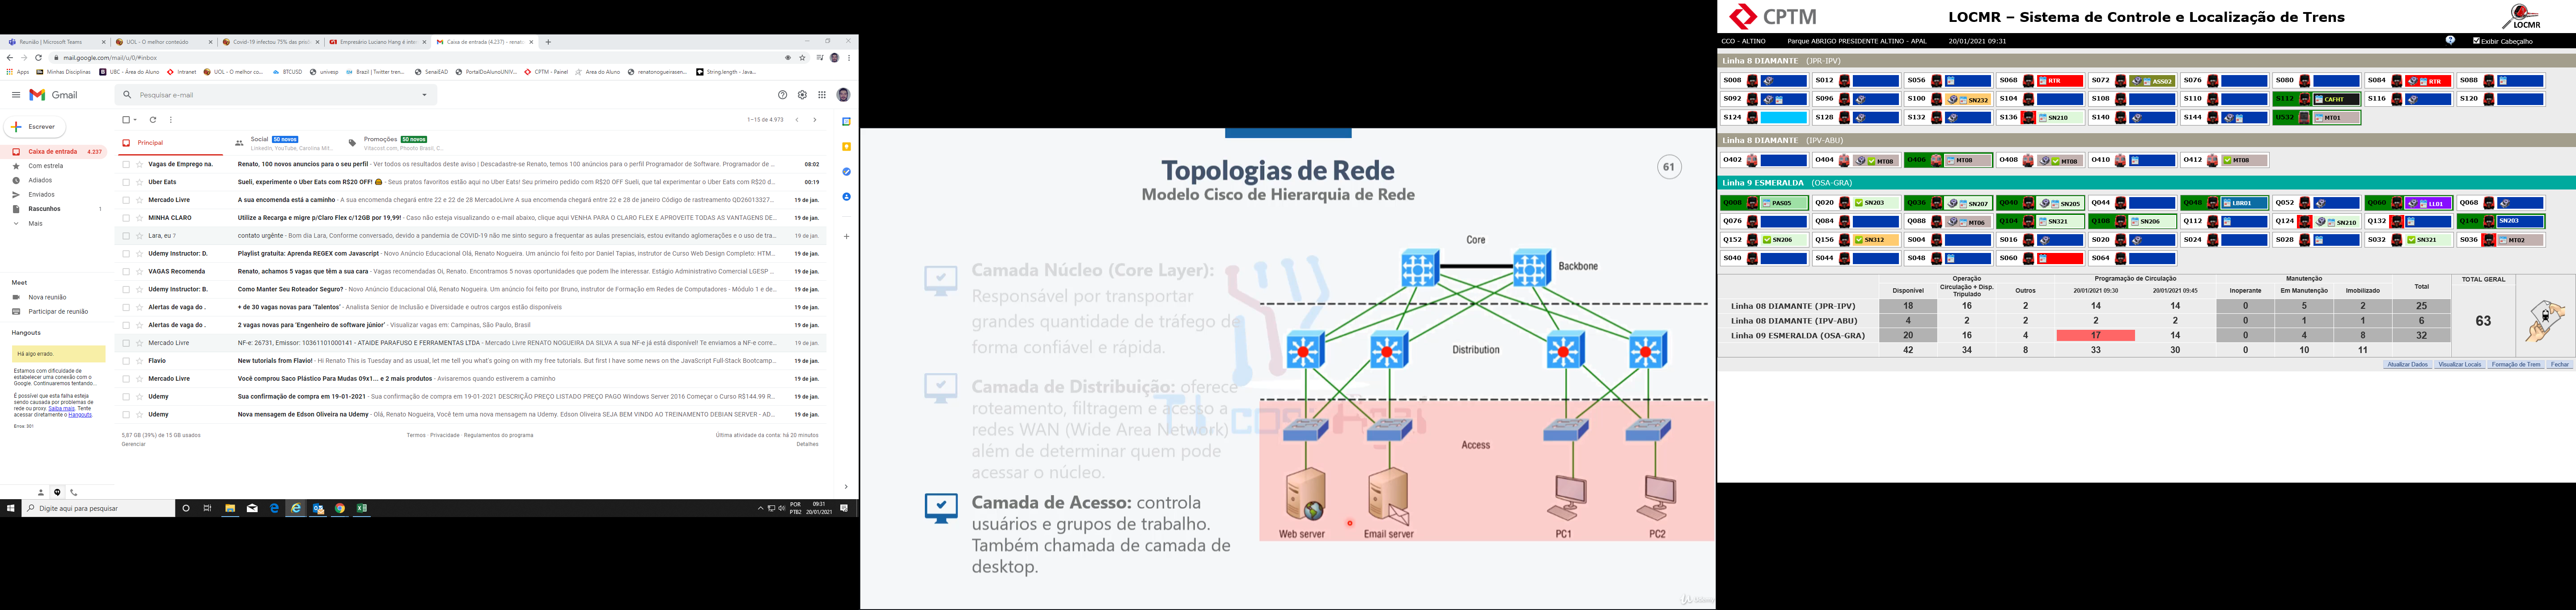 Reunião | Microsoft Teams
UOL - O melhor conteúdo
Covid-19 infectou 75% das prisi
Empresário Luciano Hang é inte
Caixa de entrada (4.237) - renat
mail.google.com/mail/u/0/#inbox
Apps
Minhas Disciplinas
UBC - Área do Aluno
Intranet
UOL - O melhor co...
BTCUSD
univesp
Brazil | Twitter tren...
SenaiEAD
PortalDoAlunoUNIV...
CPTM - Painel
Area do Aluno
renatonogueirasen...
String.length - Java...
Gmail
Pesquisar e-mail
Escrever
1–15 de 4.973
Caixa de entrada 4.237
Com estrela
Adiados
Enviados
Rascunhos 1
Mais
Meet
Nova reunião
Participar de reunião
Hangouts
Há algo errado.
Estamos com dificuldade de
estabelecer uma conexão com o
Google. Continuaremos tentando...
É possível que esta falha esteja
sendo causada por problemas de
rede ou proxy. Saiba mais. Tente
acessar diretamente o Hangouts.
Error: 301
Principal
Social 50 novos
LinkedIn, YouTube, Carolina Mit...
Promoções 50 novos
Vitacost.com, Phooto Brasil, C...
Vagas de Emprego na. Renato, 100 novos anuncios para o seu perfil - Ver todos os resultados deste aviso | Descadastre-se Renato, temos 100 anúncios para o perfil Programador de Software. Programador de ... 08:02
Uber Eats Sueli, experimente o Uber Eats com R$20 OFF! - Seus pratos favoritos estão aqui no Uber Eats! Seu primeiro pedido com R$20 OFF Sueli, que tal experimentar o Uber Eats com R$20 d... 00:19
Mercado Livre A sua encomenda está a caminho - A sua encomenda chegará entre 22 e 22 de 28 MercadoLivre A sua encomenda chegará entre 22 e 28 de janeiro Código de rastreamento QD26013327... 19 de jan.
MINHA CLARO Utilize a Recarga e migre p/Claro Flex c/12GB por 19,99! - Caso não esteja visualizando o e-mail abaixo, clique aqui VENHA PARA O CLARO FLEX E APROVEITE TODAS AS VANTAGENS DE... 19 de jan.
Lara, eu 7 contato urgênte - Bom dia Lara, Conforme conversado, devido a pandemia de COVID-19 não me sinto seguro a frequentar as aulas presenciais, estou evitando aglomerações e o uso de tra... 19 de jan.
Udemy Instructor: D. Playlist gratuita: Aprenda REGEX com Javascript - Novo Anúncio Educacional Olá, Renato Nogueira. Um anúncio foi feito por Daniel Tapias, instrutor de Curso Web Design Completo: HTM... 19 de jan.
VAGAS Recomenda Renato, achamos 5 vagas que têm a sua cara - Vagas recomendadas Oi, Renato. Encontramos 5 novas oportunidades que podem lhe interessar. Estágio Administrativo Comercial LGESP ... 19 de jan.
Udemy Instructor: B. Como Manter Seu Roteador Seguro? - Novo Anúncio Educacional Olá, Renato Nogueira. Um anúncio foi feito por Bruno, instrutor de Formação em Redes de Computadores - Módulo 1 e de... 19 de jan.
Alertas de vaga do . + de 30 vagas novas para 'Talentos' - Analista Senior de Inclusão e Diversidade e outros cargos estão disponíveis 19 de jan.
Alertas de vaga do . 2 vagas novas para 'Engenheiro de software júnior' - Visualizar vagas em: Campinas, São Paulo, Brasil 19 de jan.
Mercado Livre NF-e: 26731, Emissor: 10361101000141 - ATAIDE PARAFUSO E FERRAMENTAS LTDA - Mercado Livre RENATO NOGUEIRA DA SILVA A sua NF-e já está disponível! Te enviamos a NF-e corre... 19 de jan.
Flavio New tutorials from Flavio! - Hi Renato This is Tuesday and as usual, let me tell you what's going on with my free tutorials. But first I have some news on the JavaScript Full-Stack Bootcamp... 19 de jan.
Mercado Livre Você comprou Saco Plástico Para Mudas 09x1... e 2 mais produtos - Avisaremos quando estiverem a caminho 19 de jan.
Udemy Sua confirmação de compra em 19-01-2021 - Sua confirmação de compra em 19-01-2021 DESCRIÇÃO PREÇO LISTADO PREÇO PAGO Windows Server 2016 Começar o Curso R$144.99 R... 19 de jan.
Udemy Nova mensagem de Edson Oliveira na Udemy - Olá, Renato Nogueira, Você tem uma nova mensagem na Udemy. Edson Oliveira SEJA BEM VINDO AO TREINAMENTO DEBIAN SERVER - AO... 19 de jan.
5,87 GB (39%) de 15 GB usados
Gerenciar
Termos · Privacidade · Regulamentos do programa
Última atividade da conta: há 20 minutos
Detalhes
Digite aqui para pesquisar
POR
PTB2
09:31
20/01/2021
Topologias de Rede
Modelo Cisco de Hierarquia de Rede
61
Camada Núcleo (Core Layer):
Responsável por transportar
grandes quantidade de tráfego de
forma confiável e rápida.
Camada de Distribuição: oferece
roteamento, filtragem e acesso a
redes WAN (Wide Area Network)
além de determinar quem pode
acessar o núcleo.
Camada de Acesso: controla
usuários e grupos de trabalho.
Também chamada de camada de
desktop.
Core
Backbone
Distribution
Access
Web server
Email server
PC1
PC2
CPTM
LOCMR – Sistema de Controle e Localização de Trens
LOCMR
CCO - ALTINO Parque ABRIGO PRESIDENTE ALTINO - APAL 20/01/2021 09:31
Exibir Cabeçalho
Linha 8 DIAMANTE (JPR-IPV)
S008 S012 S056 S068 RTR S072 ASS02 S076 S080 S084 RTR S088
S092 S096 S100 SN232 S104 S108 S110 S112 CAFHT S116 S120
S124 S128 S132 S136 SN210 S140 S144 U532 MT01
Linha 8 DIAMANTE (IPV-ABU)
O402 O404 MT08 O406 MT08 O408 MT08 O410 O412 MT08
Linha 9 ESMERALDA (OSA-GRA)
Q008 PAS05 Q020 SN203 Q036 SN207 Q040 SN205 Q044 Q048 LBR01 Q052 Q060 LL01 Q068
Q076 Q084 Q088 MT06 Q104 SN321 Q108 SN206 Q112 Q124 SN210 Q132 Q140 SN203
Q152 SN206 Q156 SN312 S004 S016 S020 S024 S028 S032 SN321 S036 MT02
S040 S044 S048 S060 S064
Operação Programação de Circulação Manutenção TOTAL GERAL
Disponível Circulação + Disp. Tripulado Outros 20/01/2021 09:30 20/01/2021 09:45 Inoperante Em Manutenção Imobilizado Total
Linha 08 DIAMANTE (JPR-IPV) 18 16 2 14 14 0 5 2 25
Linha 08 DIAMANTE (IPV-ABU) 4 2 2 2 2 0 1 1 6
Linha 09 ESMERALDA (OSA-GRA) 20 16 4 17 14 0 4 8 32
42 34 8 33 30 0 10 11
63
Atualizar Dados Visualizar Locais Formação de Trem Fechar